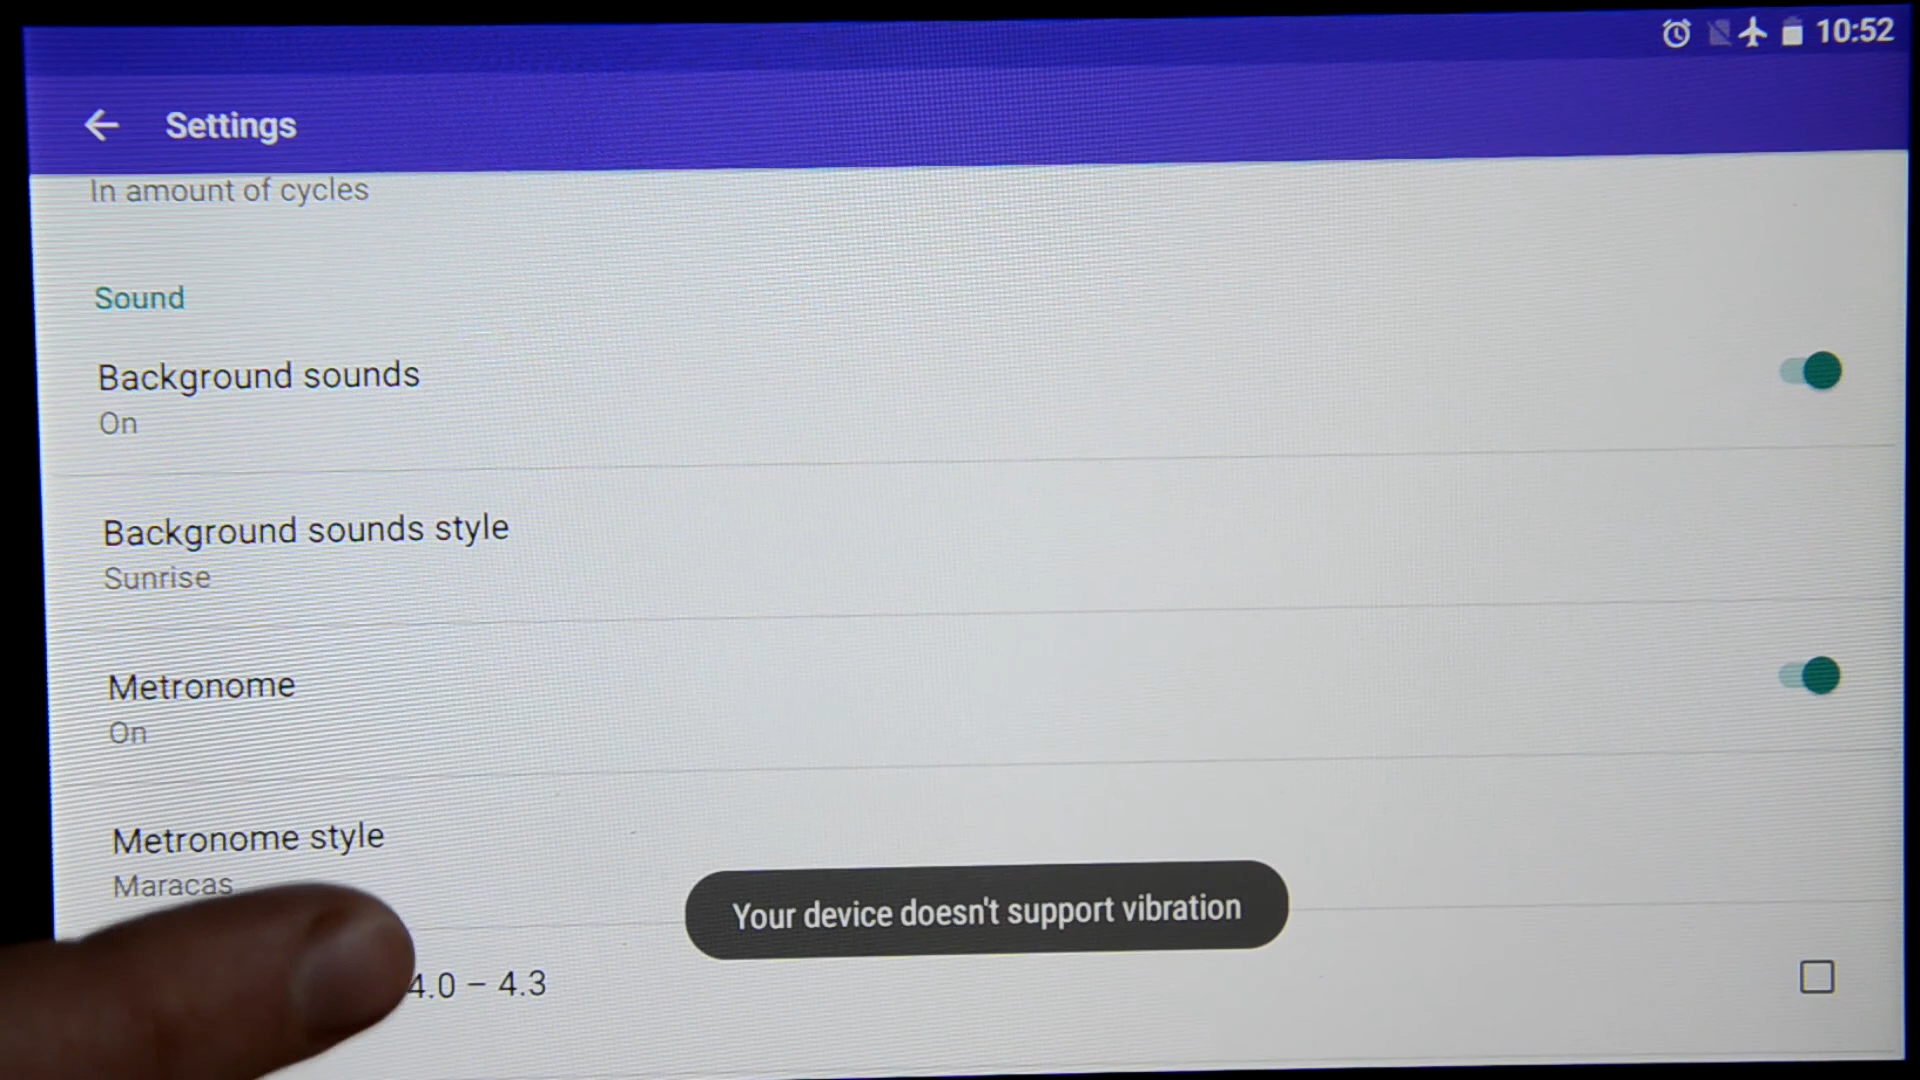 10:52
Settings
In amount of cycles
Sound
Background sounds
On
Background sounds style
Sunrise
Metronome
On
Metronome style
Maracas
Your device doesn't support vibration
4.0 – 4.3